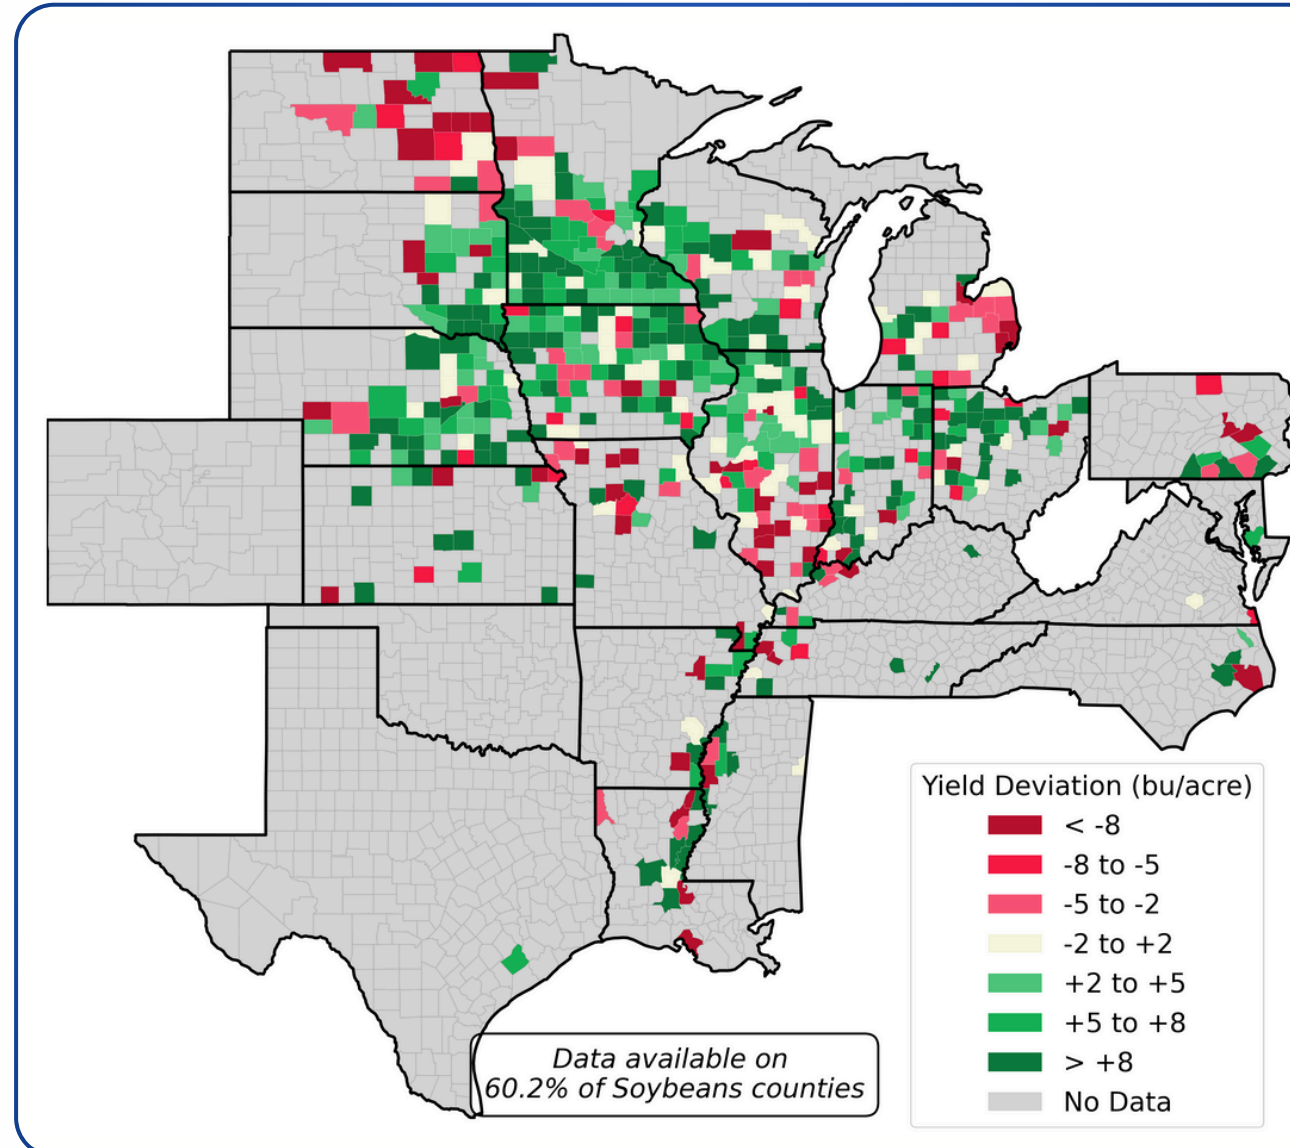 Yield Deviation (bu/acre)
< -8
-8 to -5
-5 to -2
-2 to +2
+2 to +5
+5 to +8
> +8
No Data
Data available on
60.2% of Soybeans counties